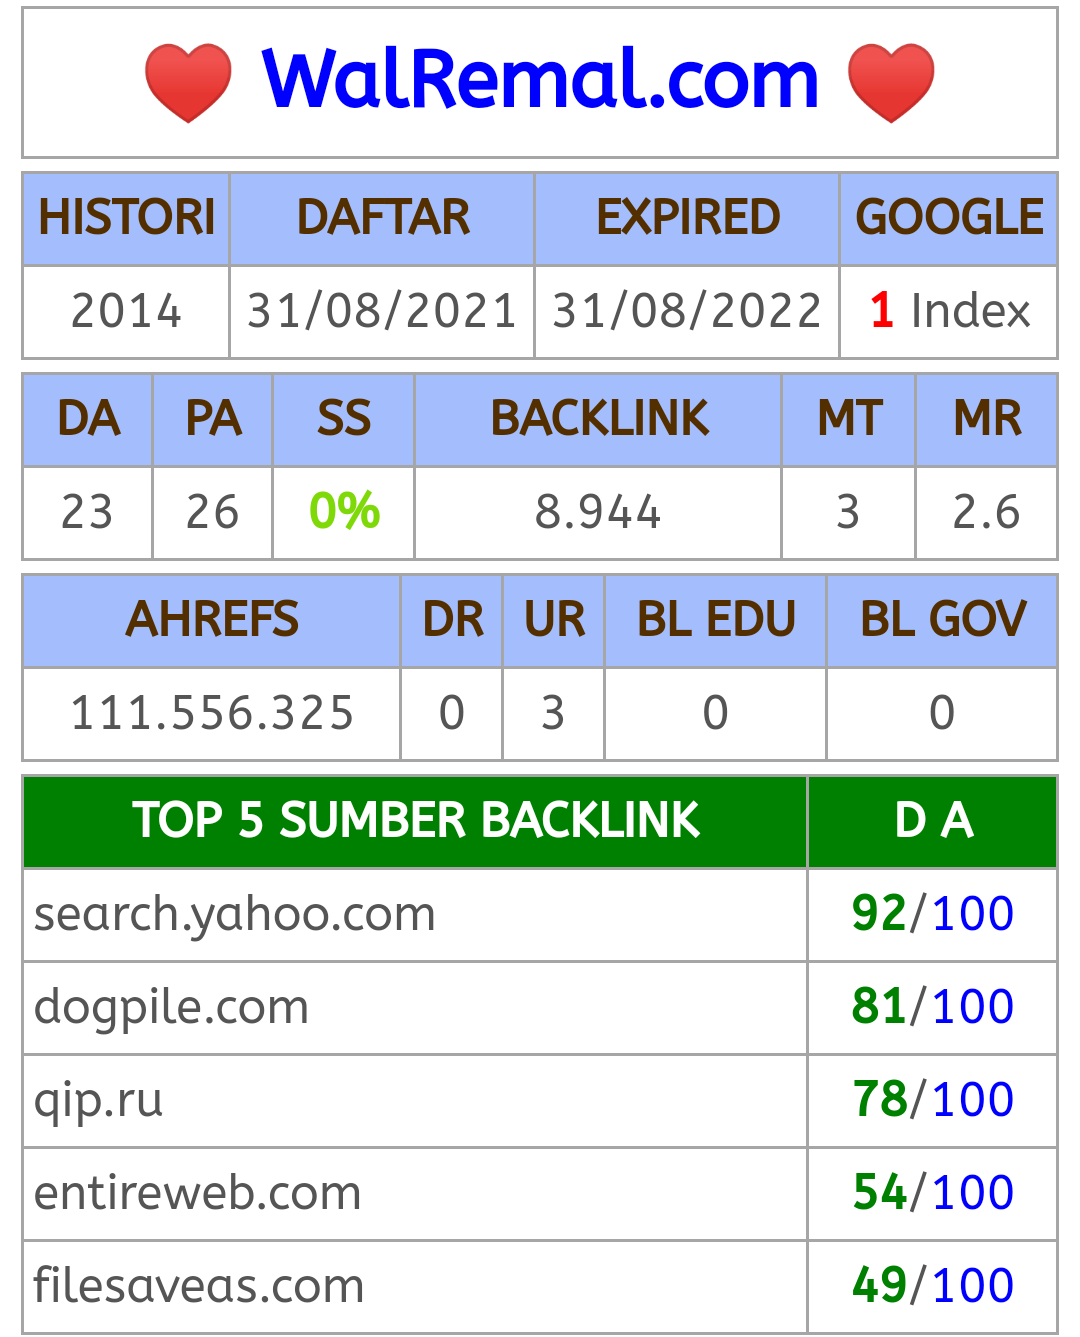 WalRemal.com
HISTORI DAFTAR EXPIRED GOOGLE
2014 31/08/2021 31/08/2022 1 Index
DA PA SS BACKLINK MT MR
23 26 0% 8.944 3 2.6
AHREFS DR UR BL EDU BL GOV
111.556.325 0 3 0 0
TOP 5 SUMBER BACKLINK D A
search.yahoo.com 92/100
dogpile.com 81/100
qip.ru 78/100
entireweb.com 54/100
filesaveas.com 49/100